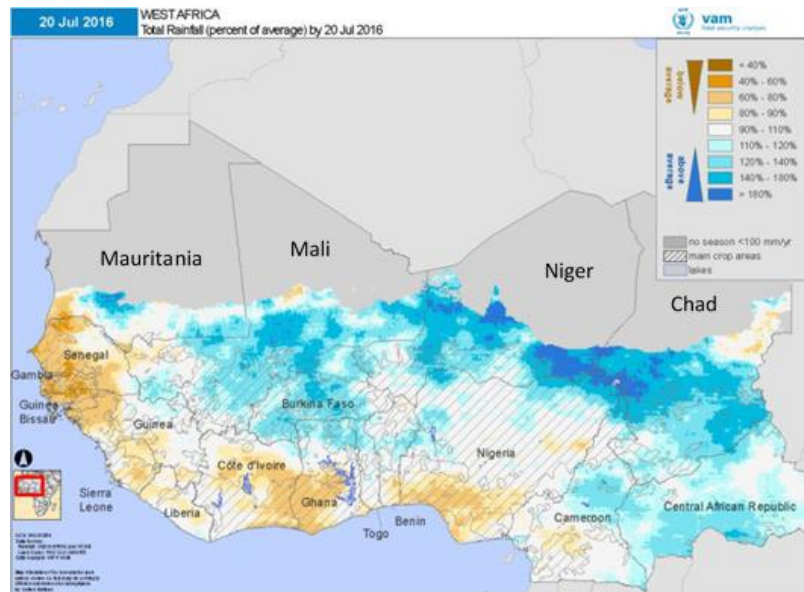 20 Jul 2016
WEST AFRICA
Total Rainfall (percent of average) by 20 Jul 2016
vam
food security analysis
below
average
above
average
< 40%
40% - 60%
60% - 80%
80% - 90%
90% - 110%
110% - 120%
120% - 140%
140% - 180%
> 180%
no season <100 mm/yr
main crop areas
lakes
Mauritania
Mali
Niger
Chad
Senegal
Gambia
Guinea
Bissau
Guinea
Burkina Faso
Nigeria
Sierra
Leone
Côte d'Ivoire
Ghana
Liberia
Togo
Benin
Cameroon
Central African Republic